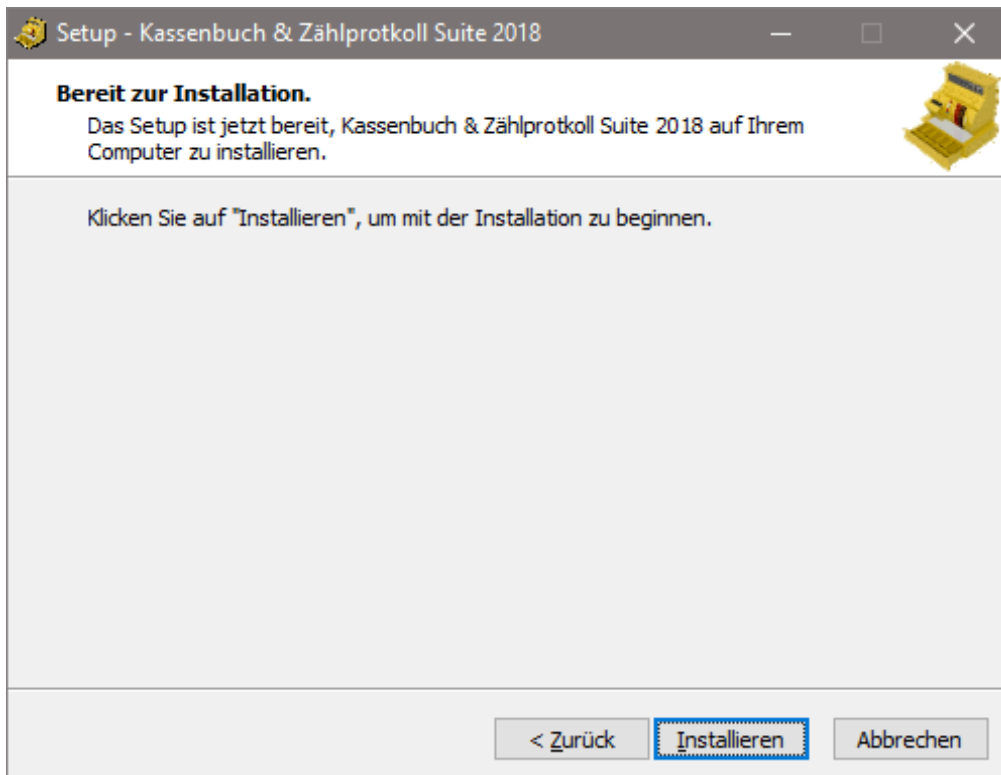 Setup - Kassenbuch & Zählprotkoll Suite 2018
Bereit zur Installation.
Das Setup ist jetzt bereit, Kassenbuch & Zählprotkoll Suite 2018 auf Ihrem
Computer zu installieren.
Klicken Sie auf "Installieren", um mit der Installation zu beginnen.
< Zurück Installieren Abbrechen